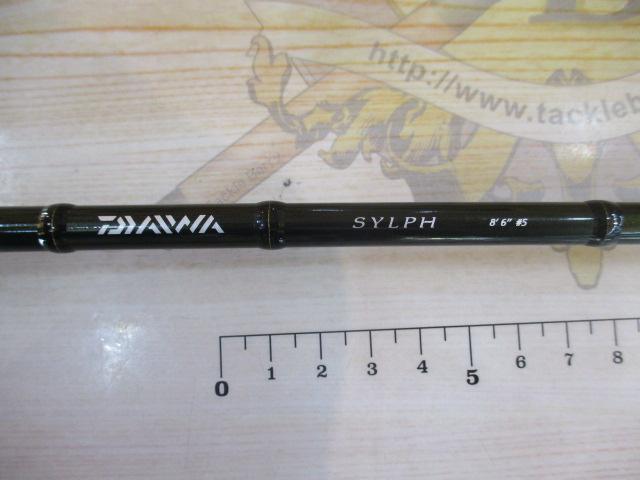 http://www.tackleb
DAIWA SYLPH 8' 6" #5
0 1 2 3 4 5 6 7 8